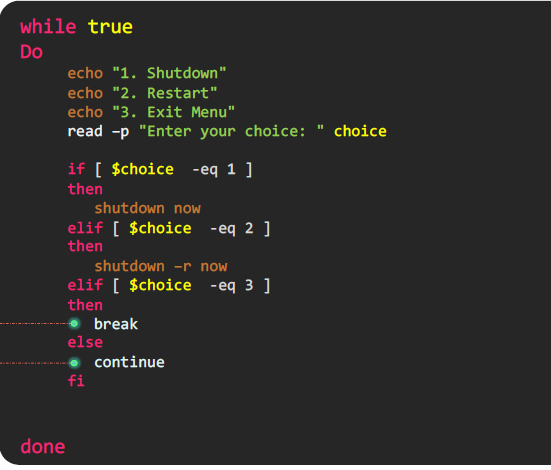 while true
Do
echo "1. Shutdown"
echo "2. Restart"
echo "3. Exit Menu"
read –p "Enter your choice: " choice
if [ $choice -eq 1 ]
then
shutdown now
elif [ $choice -eq 2 ]
then
shutdown –r now
elif [ $choice -eq 3 ]
then
break
else
continue
fi
done